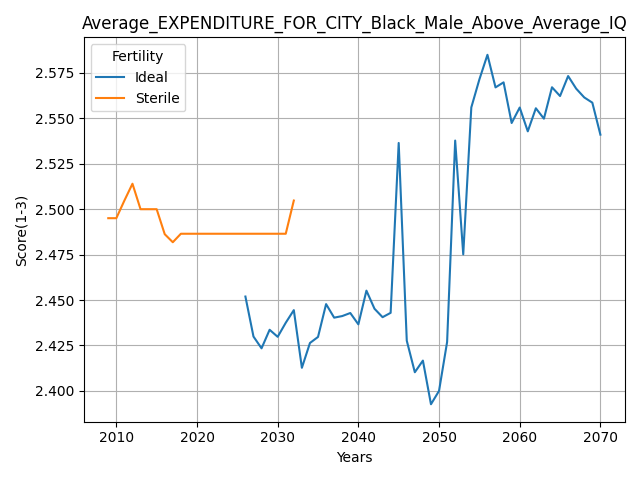 Average_EXPENDITURE_FOR_CITY_Black_Male_Above_Average_IQ
Fertility
Ideal
Sterile
Score(1-3)
2.575
2.550
2.525
2.500
2.475
2.450
2.425
2.400
2010 2020 2030 2040 2050 2060 2070
Years